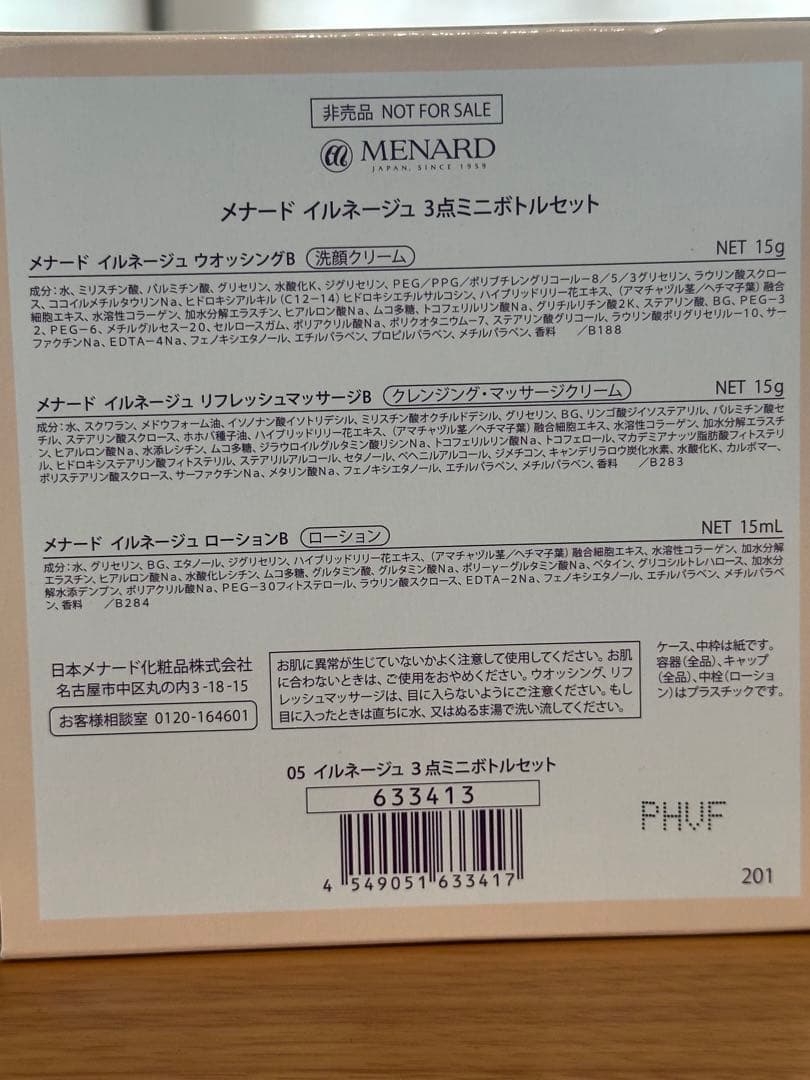 非売品 NOT FOR SALE
MENARD
JAPAN, SINCE 1959
メナード イルネージュ 3点ミニボトルセット
メナード イルネージュ ウオッシングB 洗顔クリーム NET 15g
成分：水、ミリスチン酸、パルミチン酸、グリセリン、水酸化K、ジグリセリン、PEG／PPG／ポリブチレングリコール－8／5／3グリセリン、ラウリン酸スクロー
ス、ココイルメチルタウリンNa、ヒドロキシアルキル（C12－14）ヒドロキシエチルサルコシン、ハイブリッドリリー花エキス、（アマチャヅル茎／ヘチマ子葉）融合
細胞エキス、水溶性コラーゲン、加水分解エラスチン、ヒアルロン酸Na、ムコ多糖、トコフェリルリン酸Na、グリチルリチン酸2K、ステアリン酸、BG、PEG－3
2、PEG－6、メチルグルセス－20、セルロースガム、ポリアクリル酸Na、ポリクオタニウム－7、ステアリン酸グリコール、ラウリン酸ポリグリセリル－10、サー
ファクチンNa、EDTA－4Na、フェノキシエタノール、エチルパラベン、プロピルパラベン、メチルパラベン、香料 ／B188
メナード イルネージュ リフレッシュマッサージB クレンジング・マッサージクリーム NET 15g
成分：水、スクワラン、メドウフォーム油、イソノナン酸イソトリデシル、ミリスチン酸オクチルドデシル、グリセリン、BG、リンゴ酸ジイソステアリル、パルミチン酸セ
チル、ステアリン酸スクロース、ホホバ種子油、ハイブリッドリリー花エキス、（アマチャヅル茎／ヘチマ子葉）融合細胞エキス、水溶性コラーゲン、加水分解エラスチ
ン、ヒアルロン酸Na、水添レシチン、ムコ多糖、ジラウロイルグルタミン酸リシンNa、トコフェリルリン酸Na、トコフェロール、マカデミアナッツ脂肪酸フィトステリ
ル、ヒドロキシステアリン酸フィトステリル、ステアリルアルコール、セタノール、ベヘニルアルコール、ジメチコン、キャンデリラロウ炭化水素、水酸化K、カルボマー、
ポリステアリン酸スクロース、サーファクチンNa、メタリン酸Na、フェノキシエタノール、エチルパラベン、メチルパラベン、香料 ／B283
メナード イルネージュ ローションB ローション NET 15mL
成分：水、グリセリン、BG、エタノール、ジグリセリン、ハイブリッドリリー花エキス、（アマチャヅル茎／ヘチマ子葉）融合細胞エキス、水溶性コラーゲン、加水分解
エラスチン、ヒアルロン酸Na、水酸化レシチン、ムコ多糖、グルタミン酸、グルタミン酸Na、ポリ－γ－グルタミン酸Na、ベタイン、グリコシルトレハロース、加水分
解水添デンプン、ポリアクリル酸Na、PEG－30フィトステロール、ラウリン酸スクロース、EDTA－2Na、フェノキシエタノール、エチルパラベン、メチルパラベ
ン、香料 ／B284
日本メナード化粧品株式会社
名古屋市中区丸の内3-18-15
お客様相談室 0120-164601
お肌に異常が生じていないかよく注意して使用してください。お肌
に合わないときは、ご使用をおやめください。ウオッシング、リフ
レッシュマッサージは、目に入らないようにご注意ください。もし
目に入ったときは直ちに水、又はぬるま湯で洗い流してください。
ケース、中枠は紙です。
容器（全品）、キャップ
（全品）、中栓（ローショ
ン）はプラスチックです。
05 イルネージュ 3点ミニボトルセット
633413
4 549051 633417
PHVF
201